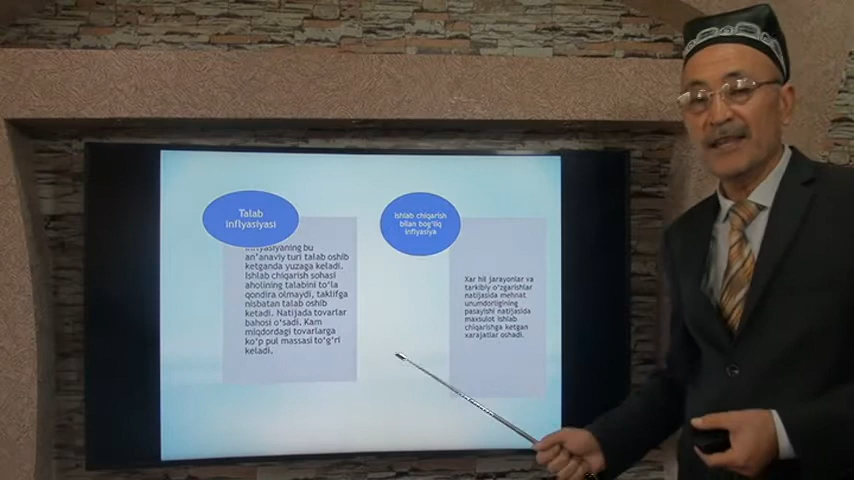 Talab
inflyasiyasi
Inflyasiyaning bu
an'anaviy turi talab oshib
ketganda yuzaga keladi.
Ishlab chiqarish sohasi
aholining talabini to'la
qondira olmaydi, taklifga
nisbatan talab oshib
ketadi. Natijada tovarlar
bahosi o'sadi. Kam
miqdordagi tovarlarga
ko'p pul massasi to'g'ri
keladi.
Ishlab chiqarish
bilan bog'liq
inflyasiya
Xar hil jarayonlar va
tarkibiy o'zgarishlar
natijasida mehnat
unumdorligining
pasayishi natijasida
maxsulot ishlab
chiqarishga ketgan
xarajatlar oshadi.